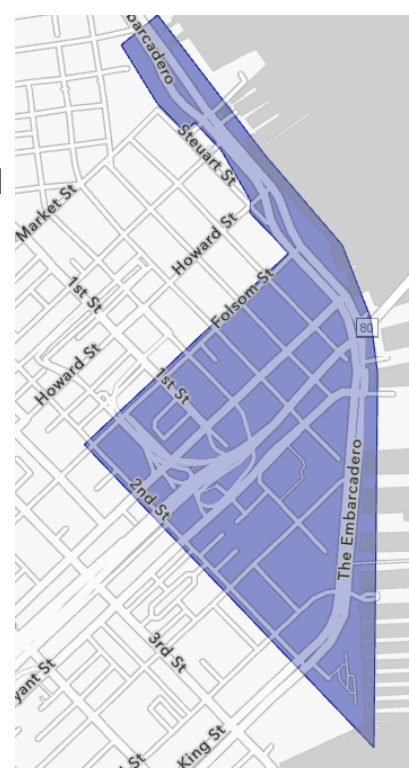 barcadero
Steuart St
Market St
Howard St
1st St
Folsom St
80
Howard St
1st St
2nd St
The Embarcadero
3rd St
yant St
King St
d St